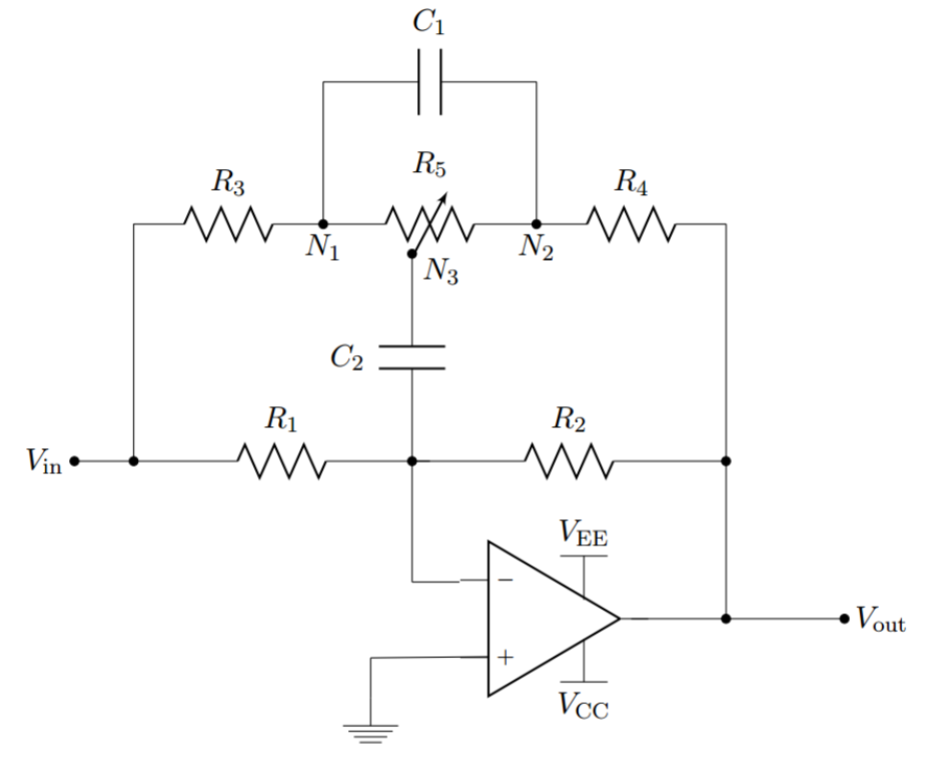 C₁
R₅
R₃
R₄
N₁
N₂
N₃
C₂
R₁
R₂
Vin
VEE
−
+
Vout
VCC